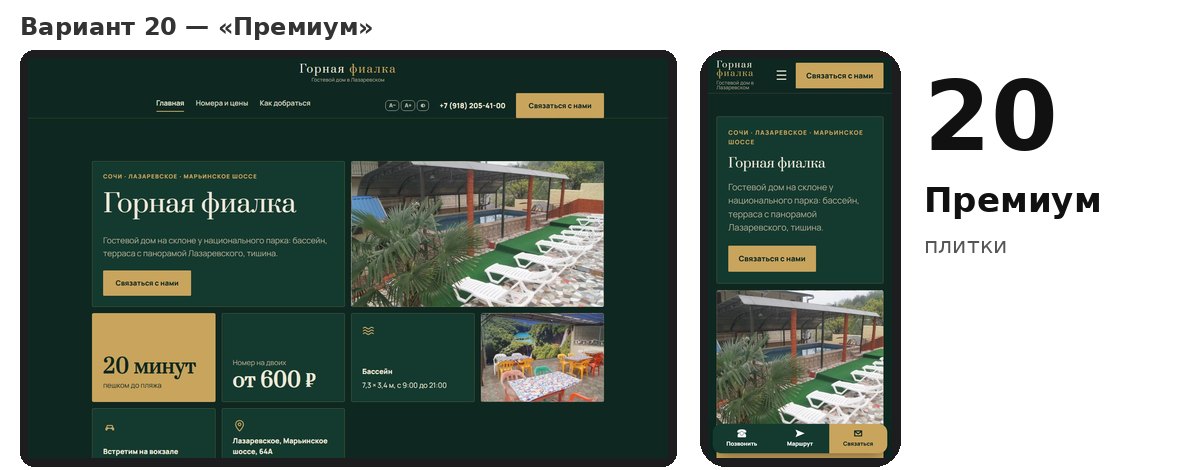 Вариант 20 — «Премиум»
Горная фиалка
Гостевой дом в Лазаревском
Главная Номера и цены Как добраться A− A+ +7 (918) 205-41-00 Связаться с нами
СОЧИ · ЛАЗАРЕВСКОЕ · МАРЬИНСКОЕ ШОССЕ
Горная фиалка
Гостевой дом на склоне у национального парка: бассейн,
терраса с панорамой Лазаревского, тишина.
Связаться с нами
20 минут
пешком до пляжа
Номер на двоих
от 600 ₽
Бассейн
7,3 × 3,4 м, с 9:00 до 21:00
Встретим на вокзале
Лазаревское, Марьинское
шоссе, 64А
Горная
фиалка
Гостевой дом в
Лазаревском
Связаться с нами
СОЧИ · ЛАЗАРЕВСКОЕ · МАРЬИНСКОЕ
ШОССЕ
Горная фиалка
Гостевой дом на склоне у
национального парка: бассейн,
терраса с панорамой
Лазаревского, тишина.
Связаться с нами
Позвонить Маршрут Связаться
20
Премиум
плитки